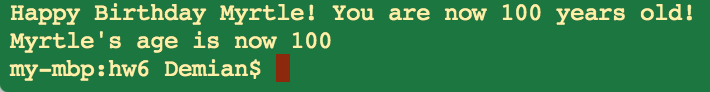 Happy Birthday Myrtle! You are now 100 years old!
Myrtle's age is now 100
my-mbp:hw6 Demian$